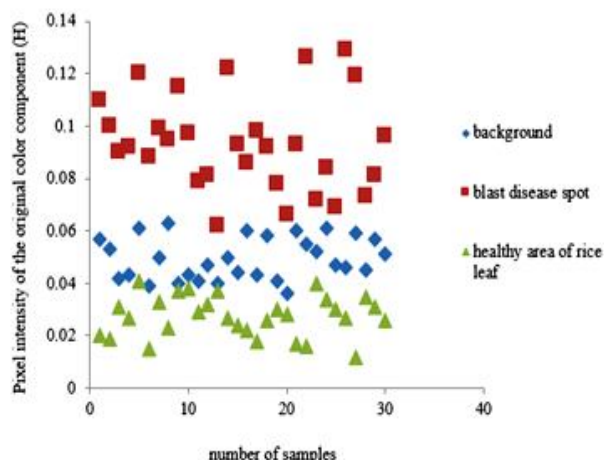 Pixel intensity of the original color component (H)
0.14
0.12
0.1
0.08
0.06
0.04
0.02
0
0 10 20 30 40
number of samples
background
blast disease spot
healthy area of rice
leaf